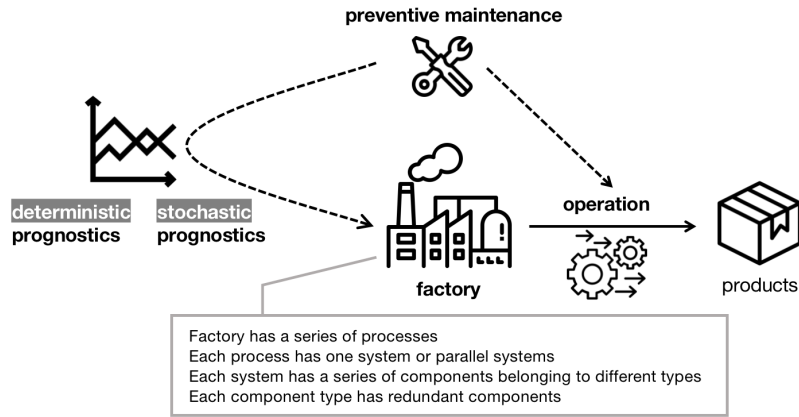 preventive maintenance
deterministic
prognostics
stochastic
prognostics
operation
factory
products
Factory has a series of processes
Each process has one system or parallel systems
Each system has a series of components belonging to different types
Each component type has redundant components